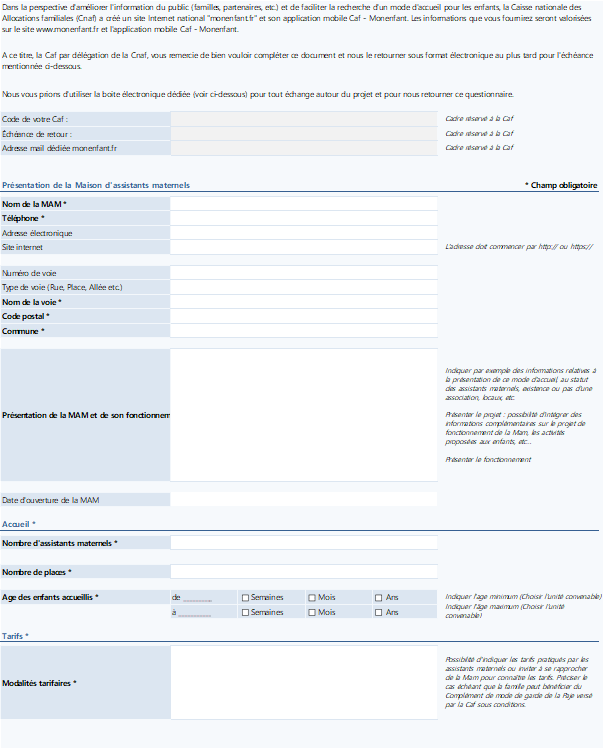 Dans la perspective d'améliorer l'information du public (familles, partenaires, etc.) et de faciliter la recherche d'un mode d'accueil pour les enfants, la Caisse nationale des
Allocations familiales (Cnaf) a créé un site Internet national "monenfant.fr" et son application mobile Caf - Monenfant. Les informations que vous fournirez seront valorisées
sur le site www.monenfant.fr et l'application mobile Caf - Monenfant.
A ce titre, la Caf par délégation de la Cnaf, vous remercie de bien vouloir compléter ce document et nous le retourner sous format électronique au plus tard pour l'échéance
mentionnée ci-dessous.
Nous vous prions d'utiliser la boite électronique dédiée (voir ci-dessous) pour tout échange autour du projet et pour nous retourner ce questionnaire.
Code de votre Caf : Cadre réservé à la Caf
Échéance de retour : Cadre réservé à la Caf
Adresse mail dédiée monenfant.fr Cadre réservé à la Caf
Présentation de la Maison d'assistants maternels * Champ obligatoire
Nom de la MAM *
Téléphone *
Adresse électronique
Site internet L'adresse doit commencer par http:// ou https://
Numéro de voie
Type de voie (Rue, Place, Allée etc.)
Nom de la voie *
Code postal *
Commune *
Indiquer par exemple des informations relatives à
la présentation de ce mode d'accueil, au statut
des assistants maternels, existence ou pas d'une
association, locaux, etc.
Présentation de la MAM et de son fonctionnem
Présenter le projet : possibilité d'intégrer des
informations complémentaires sur le projet de
fonctionnement de la Mam, les activités
proposées aux enfants, etc...
Présenter le fonctionnement
Date d'ouverture de la MAM
Accueil *
Nombre d'assistants maternels *
Nombre de places *
Age des enfants accueillis * de ______ Semaines Mois Ans Indiquer l'age minimum (Choisir l'unité convenable)
à ______ Semaines Mois Ans Indiquer l'âge maximum (Choisir l'unité
convenable)
Tarifs *
Modalités tarifaires *
Possibilité d'indiquer les tarifs pratiqués par les
assistants maternels ou inviter à se rapprocher
de la Mam pour connaître les tarifs. Préciser le
cas échéant que la famille peut bénéficier du
Complément de mode de garde de la Paje versé
par la Caf sous conditions.